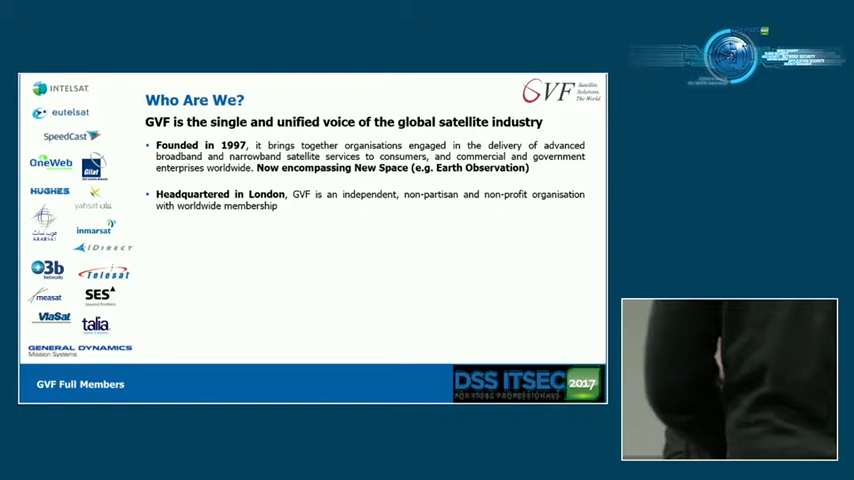 INTELSAT
eutelsat
SpeedCast
OneWeb
Gilat
HUGHES
yahsat
inmarsat
ARABSAT
iDIRECT
O3b
Networks
Telesat
measat
SES
ViaSat
talia
GENERAL DYNAMICS
Mission Systems
Who Are We?
GVF
Satellite.
Solutions.
The World
GVF is the single and unified voice of the global satellite industry
• Founded in 1997, it brings together organisations engaged in the delivery of advanced
broadband and narrowband satellite services to consumers, and commercial and government
enterprises worldwide. Now encompassing New Space (e.g. Earth Observation)
• Headquartered in London, GVF is an independent, non-partisan and non-profit organisation
with worldwide membership
GVF Full Members
DSS ITSEC 2017
FOR ITSEC PROFESSIONALS